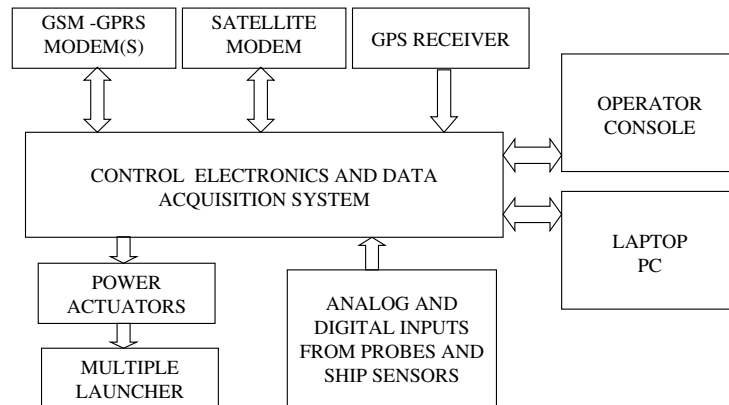 GSM -GPRS
MODEM(S)
SATELLITE
MODEM
GPS RECEIVER
OPERATOR
CONSOLE
CONTROL ELECTRONICS AND DATA
ACQUISITION SYSTEM
LAPTOP
PC
POWER
ACTUATORS
ANALOG AND
DIGITAL INPUTS
FROM PROBES AND
SHIP SENSORS
MULTIPLE
LAUNCHER